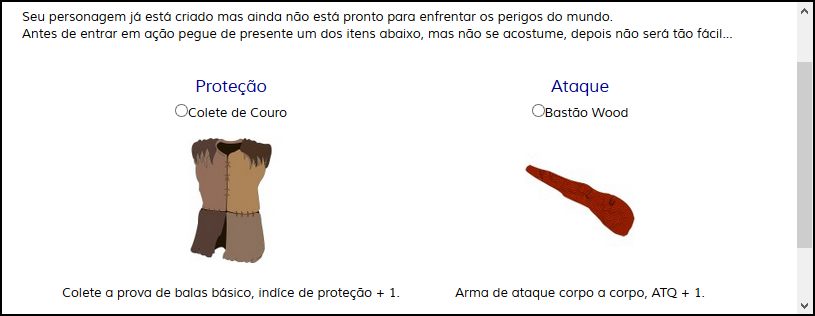 Seu personagem já está criado mas ainda não está pronto para enfrentar os perigos do mundo.
Antes de entrar em ação pegue de presente um dos itens abaixo, mas não se acostume, depois não será tão fácil...
Proteção
Ataque
Colete de Couro
Bastão Wood
Colete a prova de balas básico, indíce de proteção + 1.
Arma de ataque corpo a corpo, ATQ + 1.